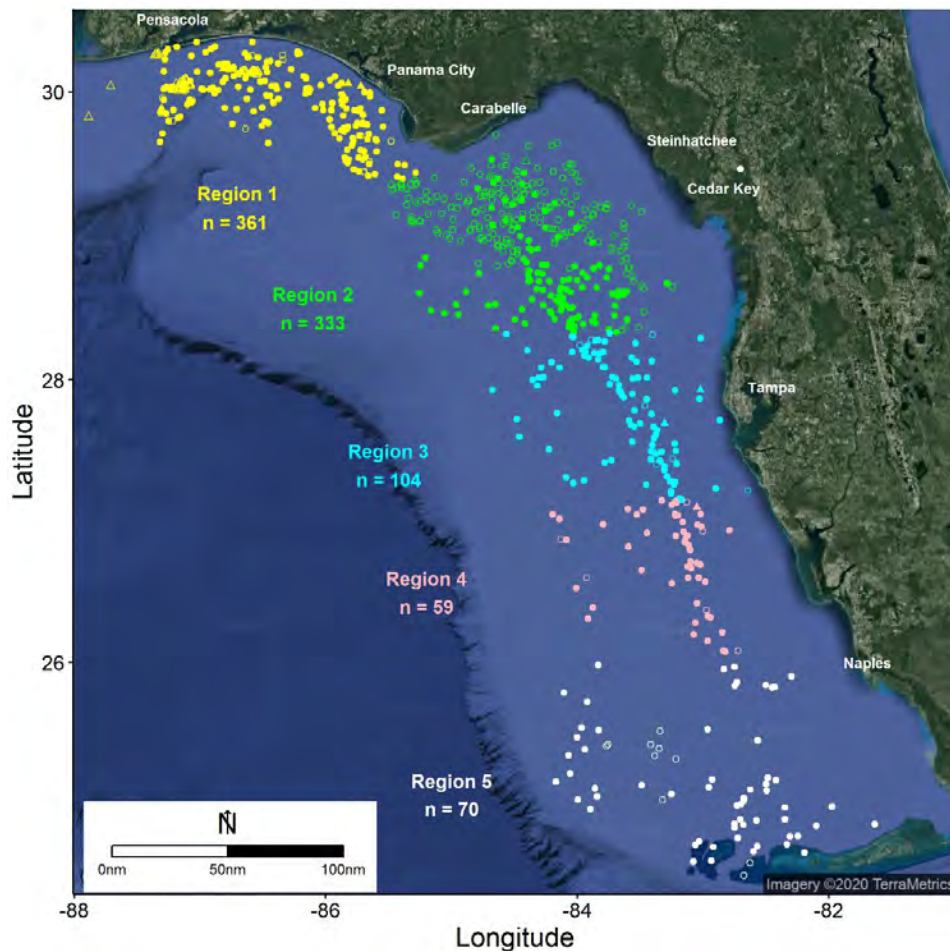 Pensacola
Panama City
Carabelle
Steinhatchee
Cedar Key
Region 1
n = 361
Region 2
n = 333
Tampa
Region 3
n = 104
Region 4
n = 59
Naples
Region 5
n = 70
N
0nm
50nm
100nm
Imagery ©2020 TerraMetrics
30
28
26
Latitude
-88
-86
-84
-82
Longitude